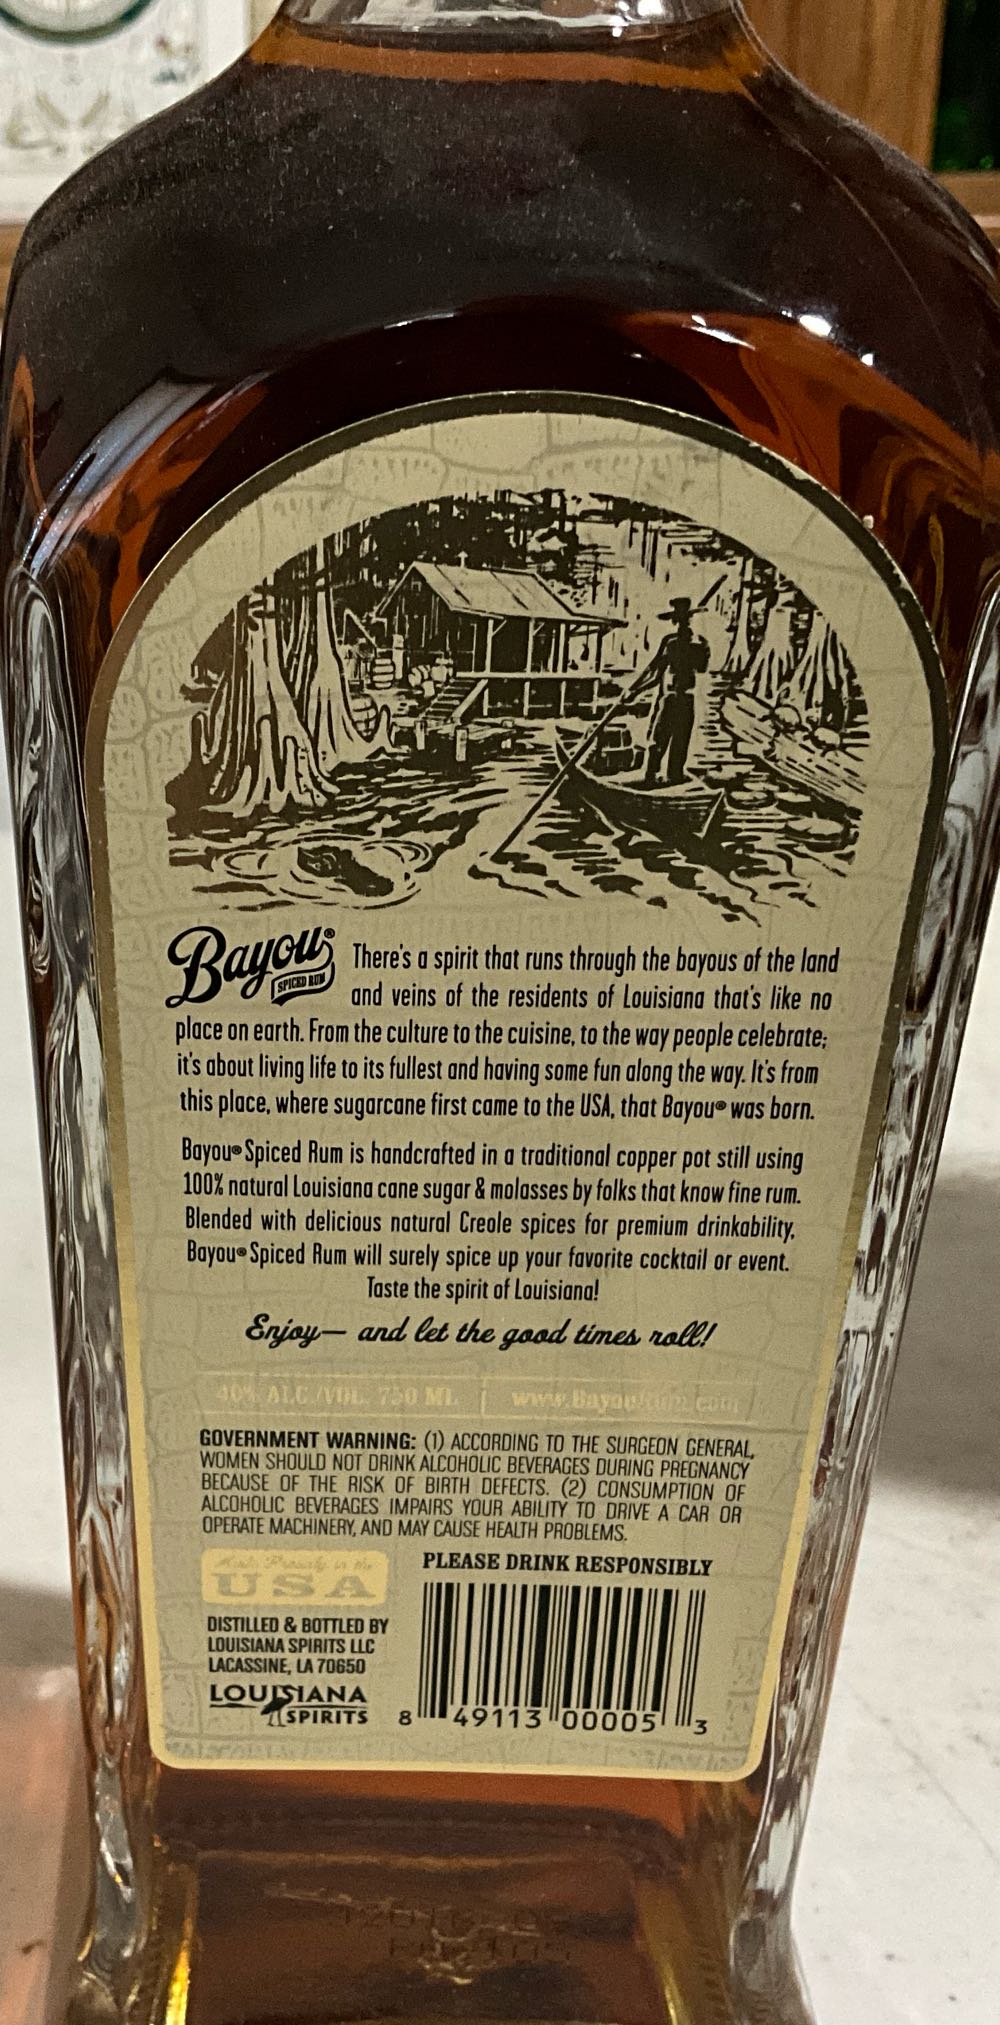 Bayou®
SPICED RUM
There's a spirit that runs through the bayous of the land
and veins of the residents of Louisiana that's like no
place on earth. From the culture to the cuisine, to the way people celebrate;
it's about living life to its fullest and having some fun along the way. It's from
this place, where sugarcane first came to the USA, that Bayou® was born.
Bayou® Spiced Rum is handcrafted in a traditional copper pot still using
100% natural Louisiana cane sugar & molasses by folks that know fine rum.
Blended with delicious natural Creole spices for premium drinkability,
Bayou® Spiced Rum will surely spice up your favorite cocktail or event.
Taste the spirit of Louisiana!
Enjoy— and let the good times roll!
40% ALC./VOL. 750 ML | www.BayouRum.com
GOVERNMENT WARNING: (1) ACCORDING TO THE SURGEON GENERAL,
WOMEN SHOULD NOT DRINK ALCOHOLIC BEVERAGES DURING PREGNANCY
BECAUSE OF THE RISK OF BIRTH DEFECTS. (2) CONSUMPTION OF
ALCOHOLIC BEVERAGES IMPAIRS YOUR ABILITY TO DRIVE A CAR OR
OPERATE MACHINERY, AND MAY CAUSE HEALTH PROBLEMS.
Made Proudly in the
USA
DISTILLED & BOTTLED BY
LOUISIANA SPIRITS LLC
LACASSINE, LA 70650
LOUISIANA
SPIRITS
PLEASE DRINK RESPONSIBLY
8 49113 00005 3